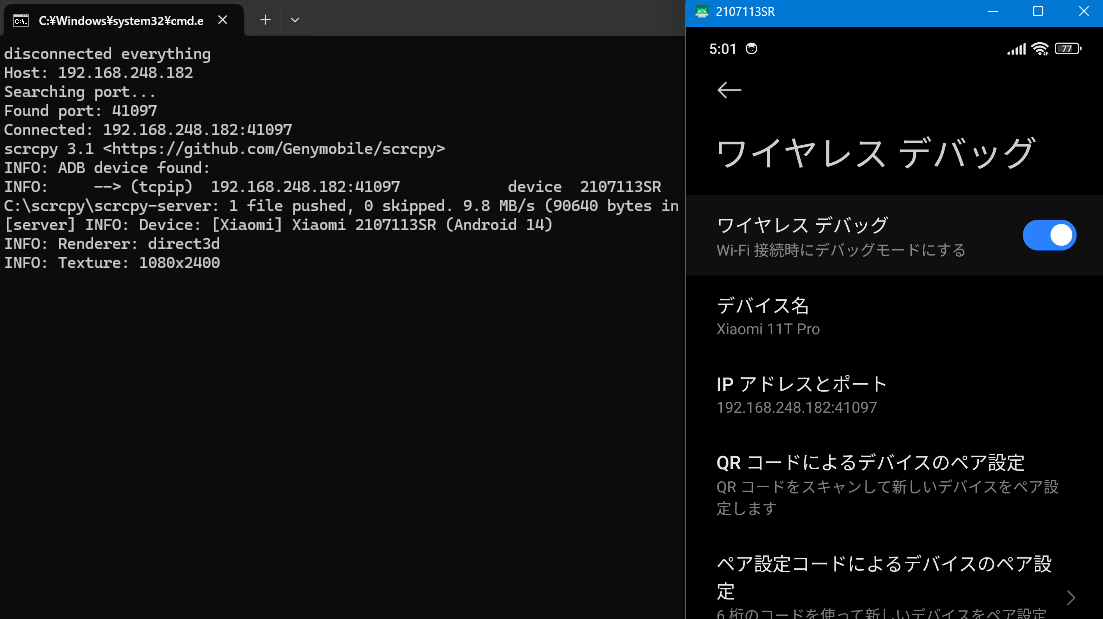 C:¥Windows¥system32¥cmd.e
disconnected everything
Host: 192.168.248.182
Searching port...
Found port: 41097
Connected: 192.168.248.182:41097
scrcpy 3.1 <https://github.com/Genymobile/scrcpy>
INFO: ADB device found:
INFO:     --> (tcpip)  192.168.248.182:41097            device  2107113SR
C:\scrcpy\scrcpy-server: 1 file pushed, 0 skipped. 9.8 MB/s (90640 bytes in
[server] INFO: Device: [Xiaomi] Xiaomi 2107113SR (Android 14)
INFO: Renderer: direct3d
INFO: Texture: 1080x2400
2107113SR
5:01
77
ワイヤレス デバッグ
ワイヤレス デバッグ
Wi-Fi 接続時にデバッグモードにする
デバイス名
Xiaomi 11T Pro
IP アドレスとポート
192.168.248.182:41097
QR コードによるデバイスのペア設定
QR コードをスキャンして新しいデバイスをペア設
定します
ペア設定コードによるデバイスのペア設
定
6 桁のコードを使って新しいデバイスをペア設定